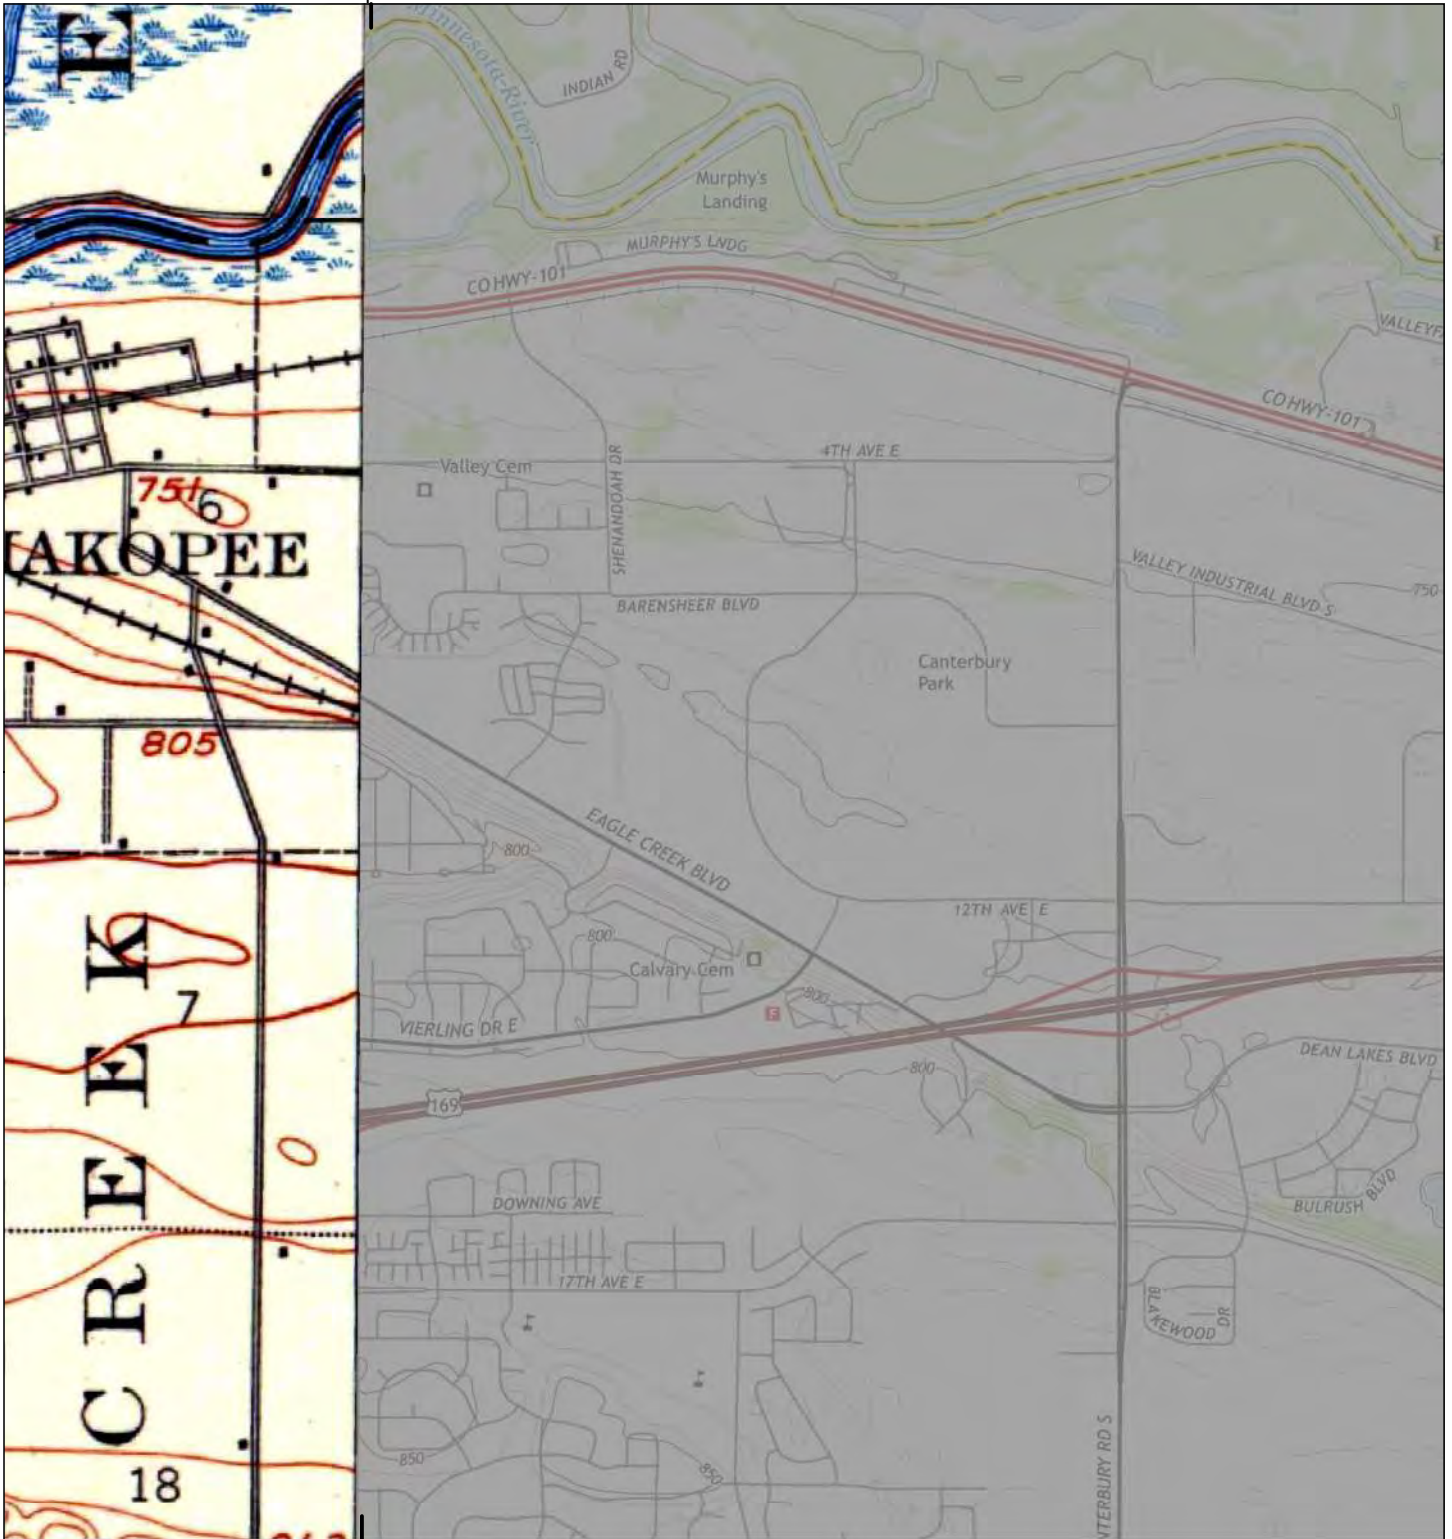 E
Minnesota River
INDIAN RD
Murphy's
Landing
MURPHY'S LNDG
CO HWY-101
VALLEYF
CO HWY-101
4TH AVE E
Valley Cem
SHENANDOAH DR
751
6
AKOPEE
VALLEY INDUSTRIAL BLVD S
750
BARENSHEER BLVD
Canterbury
Park
805
EAGLE CREEK BLVD
800
12TH AVE E
800
Calvary Cem
800
F
7
VIERLING DR E
DEAN LAKES BLVD
800
169
CREEK
DOWNING AVE
BULRUSH BLVD
17TH AVE E
BLAKEWOOD DR
850
850
18
NTERBURY RD S